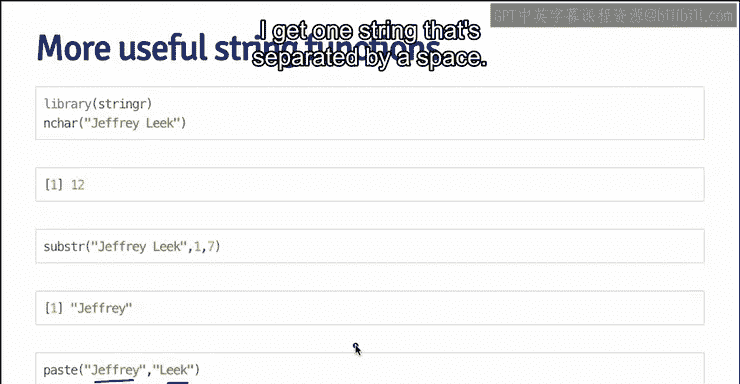 GPT中英字幕课程资源@bilibili.com
I get one string that's
separated by a space.
More useful string functions
library(stringr)
nchar("Jeffrey Leek")
[1] 12
substr("Jeffrey Leek",1,7)
[1] "Jeffrey"
paste("Jeffrey","Leek")